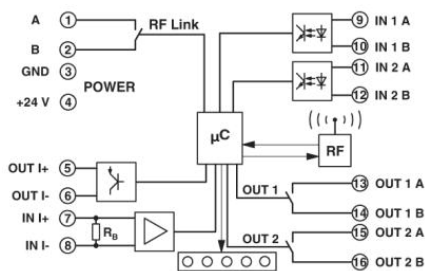 A 1
RF Link
B 2
GND 3
POWER
+24 V 4
OUT I+ 5
OUT I- 6
IN I+ 7
RB
IN I- 8
µC
RF
9 IN 1 A
10 IN 1 B
11 IN 2 A
12 IN 2 B
OUT 1
13 OUT 1 A
14 OUT 1 B
OUT 2
15 OUT 2 A
16 OUT 2 B